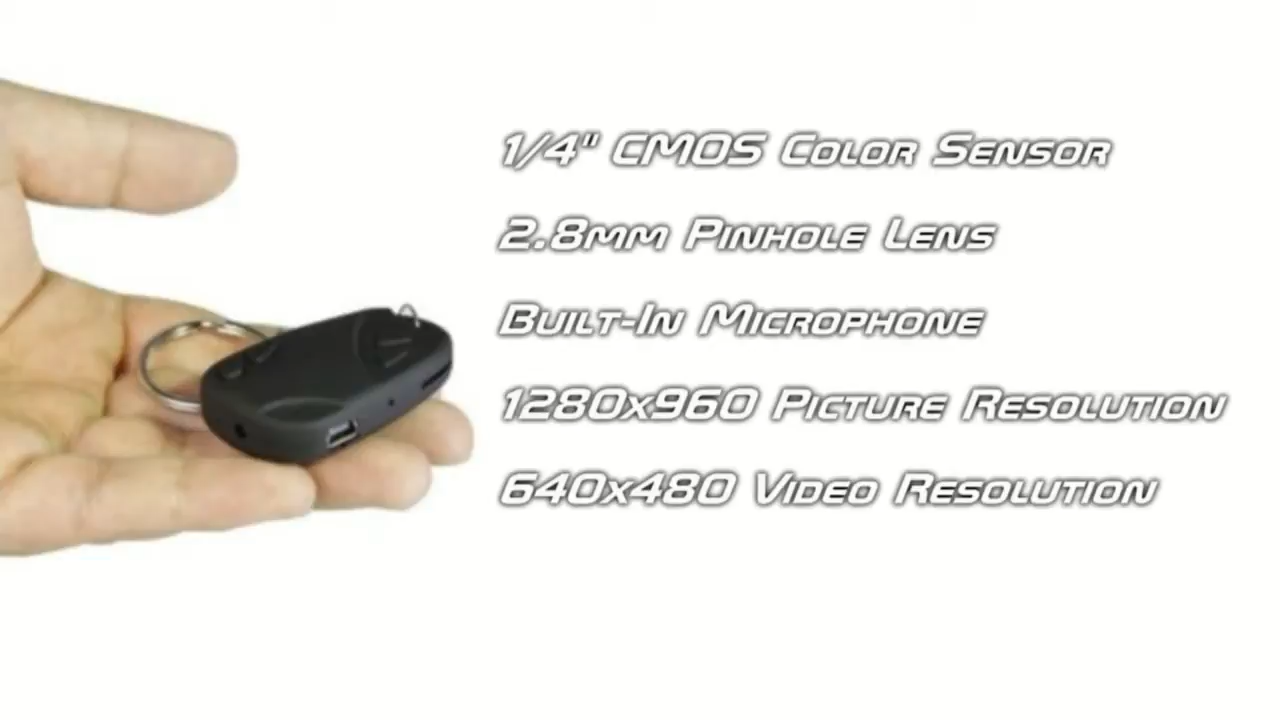 1/4" CMOS Color Sensor
2.8mm Pinhole Lens
Built-In Microphone
1280x960 Picture Resolution
640x480 Video Resolution